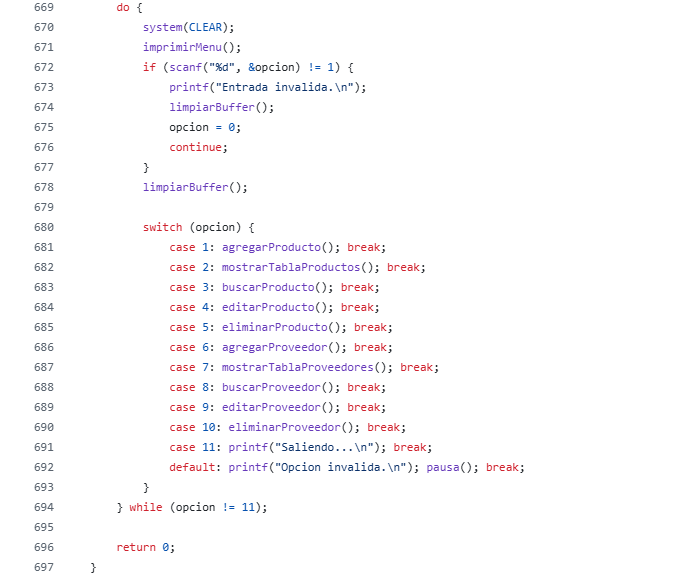 669 do {
670 system(CLEAR);
671 imprimirMenu();
672 if (scanf("%d", &opcion) != 1) {
673 printf("Entrada invalida.\n");
674 limpiarBuffer();
675 opcion = 0;
676 continue;
677 }
678 limpiarBuffer();
679
680 switch (opcion) {
681 case 1: agregarProducto(); break;
682 case 2: mostrarTablaProductos(); break;
683 case 3: buscarProducto(); break;
684 case 4: editarProducto(); break;
685 case 5: eliminarProducto(); break;
686 case 6: agregarProveedor(); break;
687 case 7: mostrarTablaProveedores(); break;
688 case 8: buscarProveedor(); break;
689 case 9: editarProveedor(); break;
690 case 10: eliminarProveedor(); break;
691 case 11: printf("Saliendo...\n"); break;
692 default: printf("Opcion invalida.\n"); pausa(); break;
693 }
694 } while (opcion != 11);
695
696 return 0;
697 }